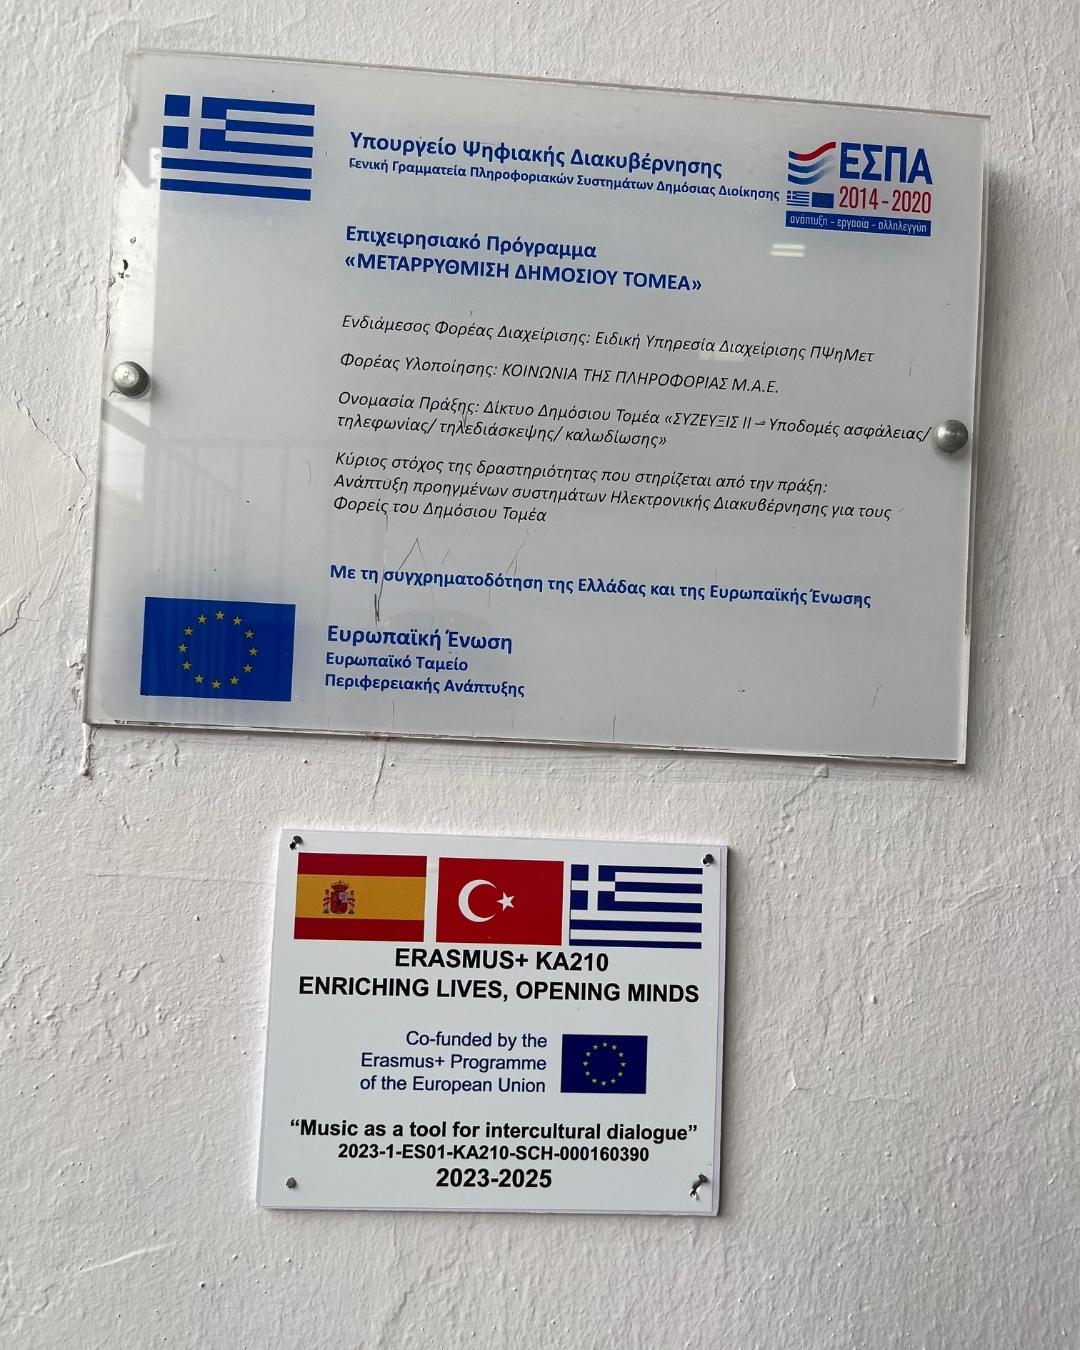 Υπουργείο Ψηφιακής Διακυβέρνησης
Γενική Γραμματεία Πληροφοριακών Συστημάτων Δημόσιας Διοίκησης
ΕΣΠΑ
2014-2020
ανάπτυξη - εργασία - αλληλεγγύη
Επιχειρησιακό Πρόγραμμα
«ΜΕΤΑΡΡΥΘΜΙΣΗ ΔΗΜΟΣΙΟΥ ΤΟΜΕΑ»
Ενδιάμεσος Φορέας Διαχείρισης: Ειδική Υπηρεσία Διαχείρισης ΠΨηΜετ
Φορέας Υλοποίησης: ΚΟΙΝΩΝΙΑ ΤΗΣ ΠΛΗΡΟΦΟΡΙΑΣ Μ.Α.Ε.
Ονομασία Πράξης: Δίκτυο Δημόσιου Τομέα «ΣΥΖΕΥΞΙΣ ΙΙ – Υποδομές ασφάλειας/
τηλεφωνίας/ τηλεδιάσκεψης/ καλωδίωσης»
Κύριος στόχος της δραστηριότητας που στηρίζεται από την πράξη:
Ανάπτυξη προηγμένων συστημάτων Ηλεκτρονικής Διακυβέρνησης για τους
Φορείς του Δημόσιου Τομέα
Με τη συγχρηματοδότηση της Ελλάδας και της Ευρωπαϊκής Ένωσης
Ευρωπαϊκή Ένωση
Ευρωπαϊκό Ταμείο
Περιφερειακής Ανάπτυξης
ERASMUS+ KA210
ENRICHING LIVES, OPENING MINDS
Co-funded by the
Erasmus+ Programme
of the European Union
“Music as a tool for intercultural dialogue”
2023-1-ES01-KA210-SCH-000160390
2023-2025